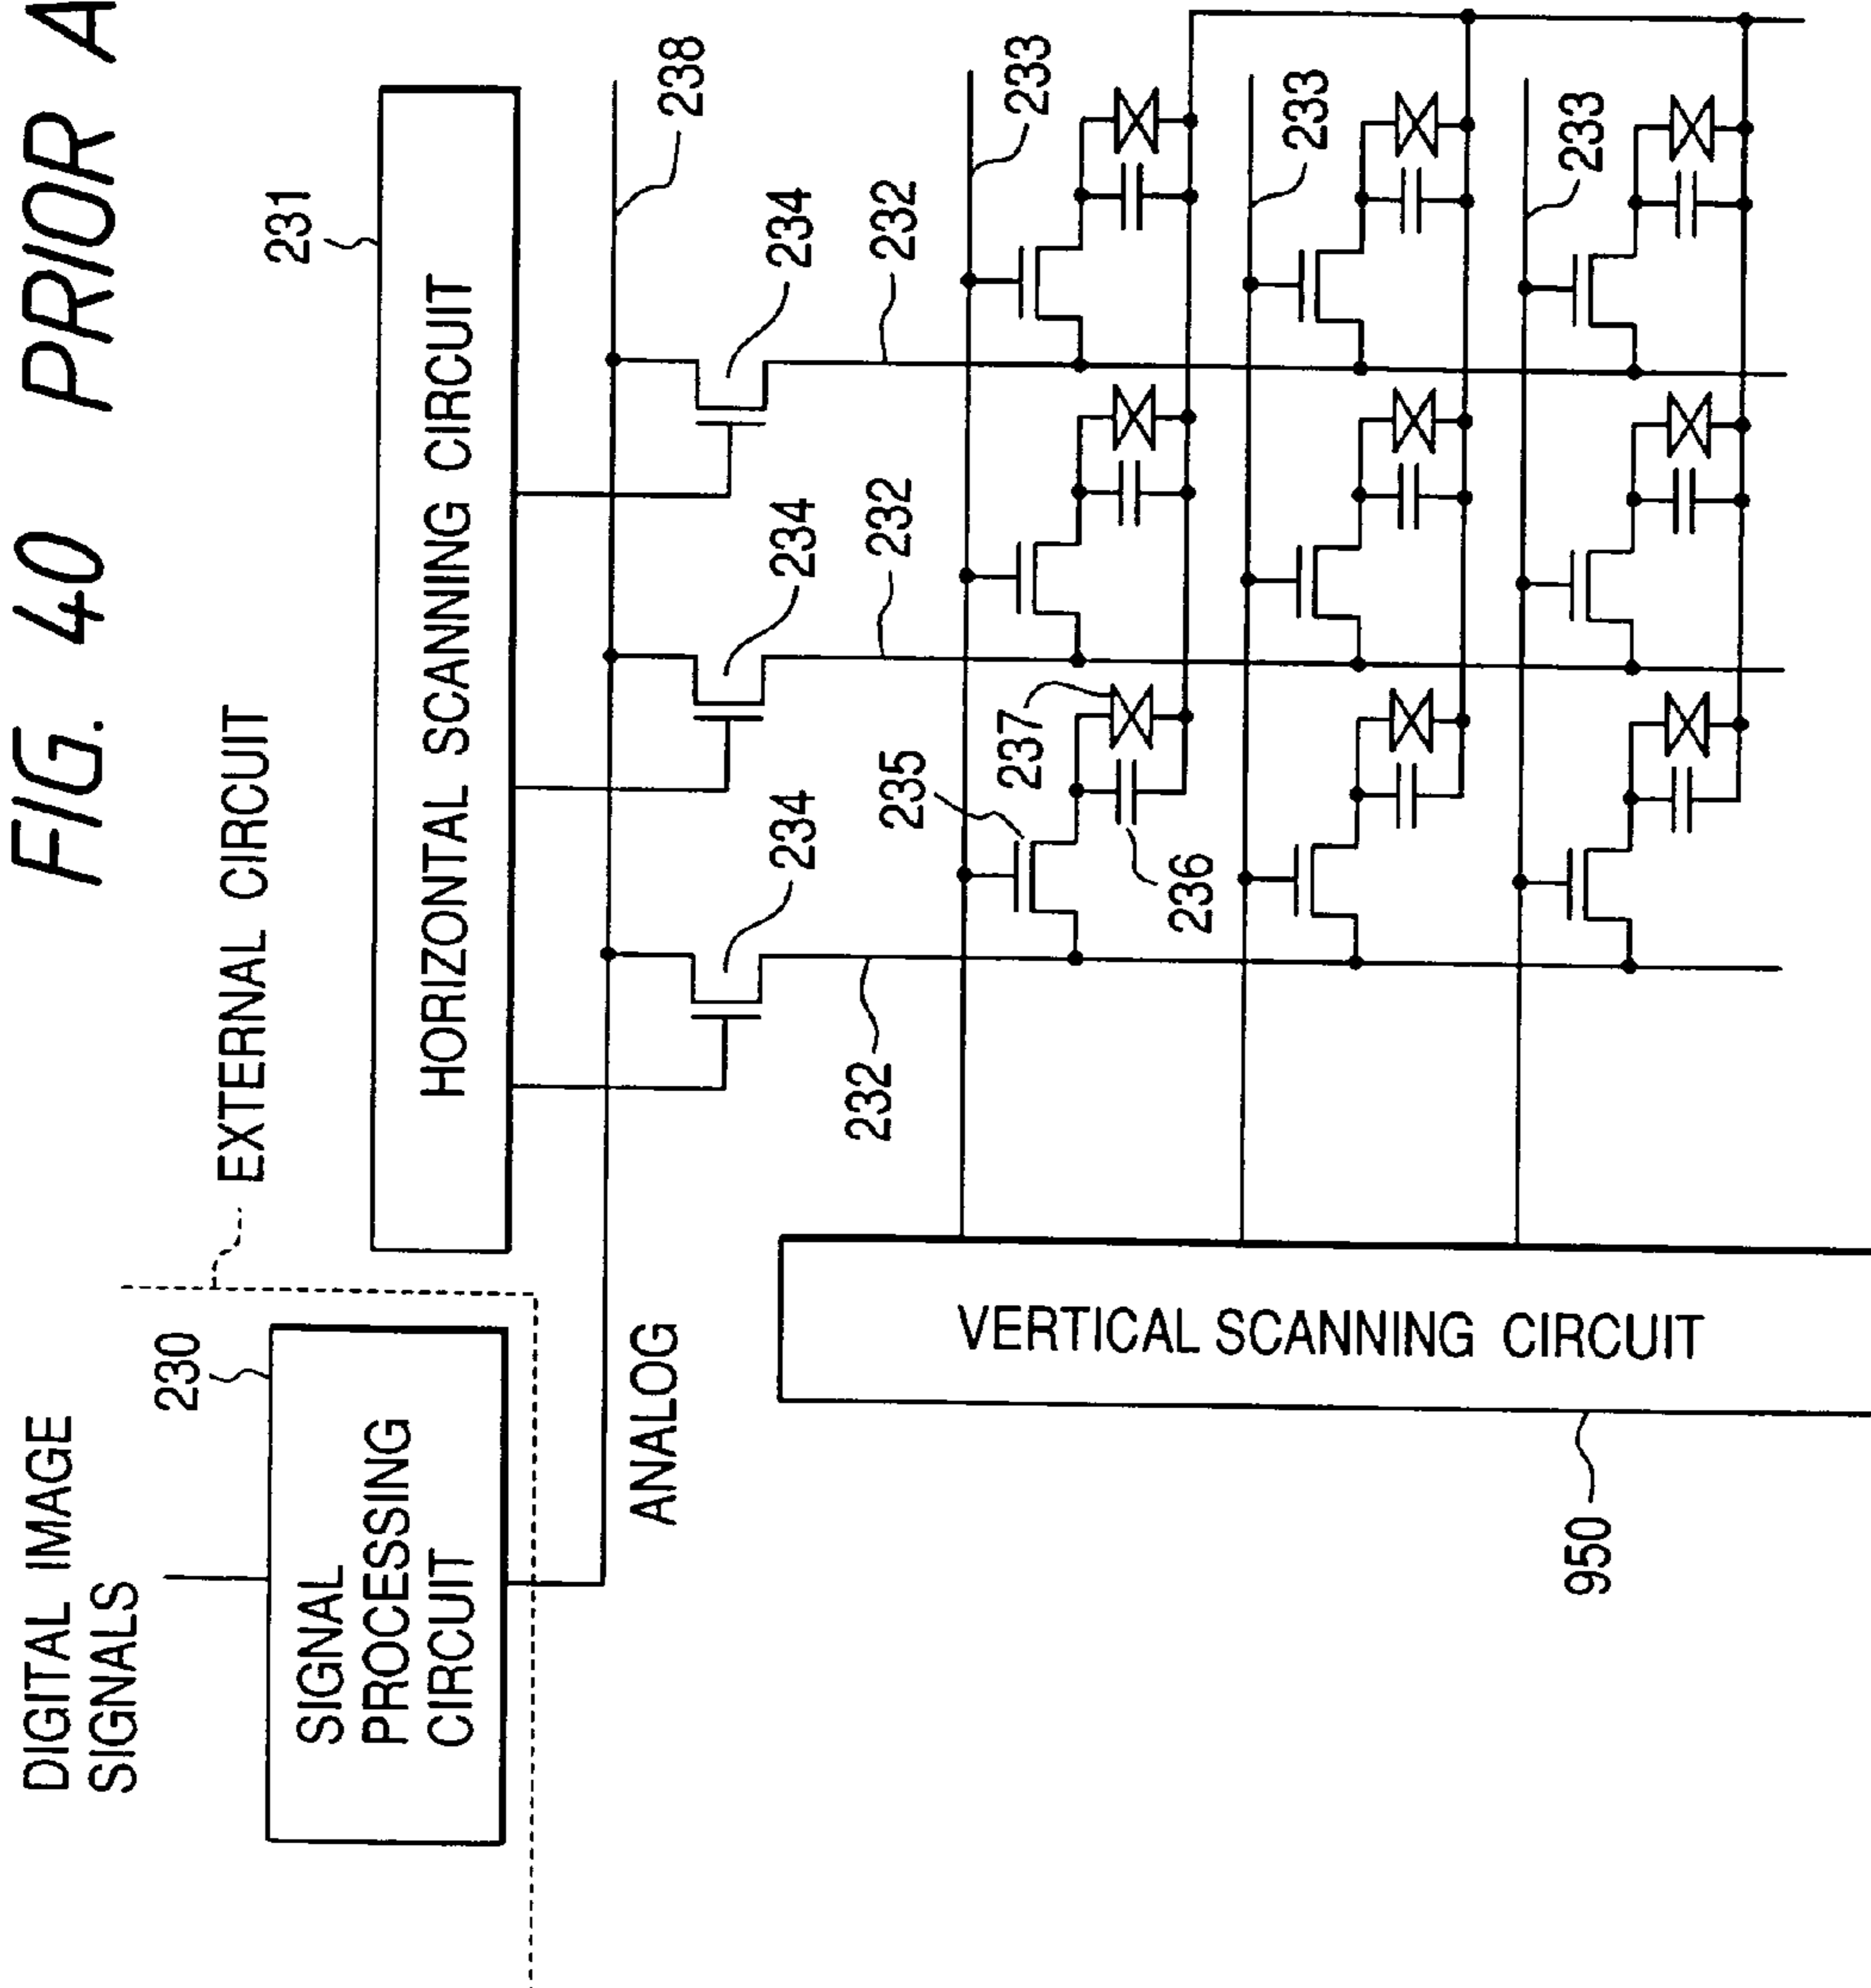 FIG. 40 PRIOR A
DIGITAL IMAGE
SIGNALS
EXTERNAL CIRCUIT
230
231
SIGNAL
PROCESSING
CIRCUIT
HORIZONTAL SCANNING CIRCUIT
ANALOG
238
234
234
234
232
232
232
235
237
236
233
233
233
VERTICAL SCANNING CIRCUIT
950